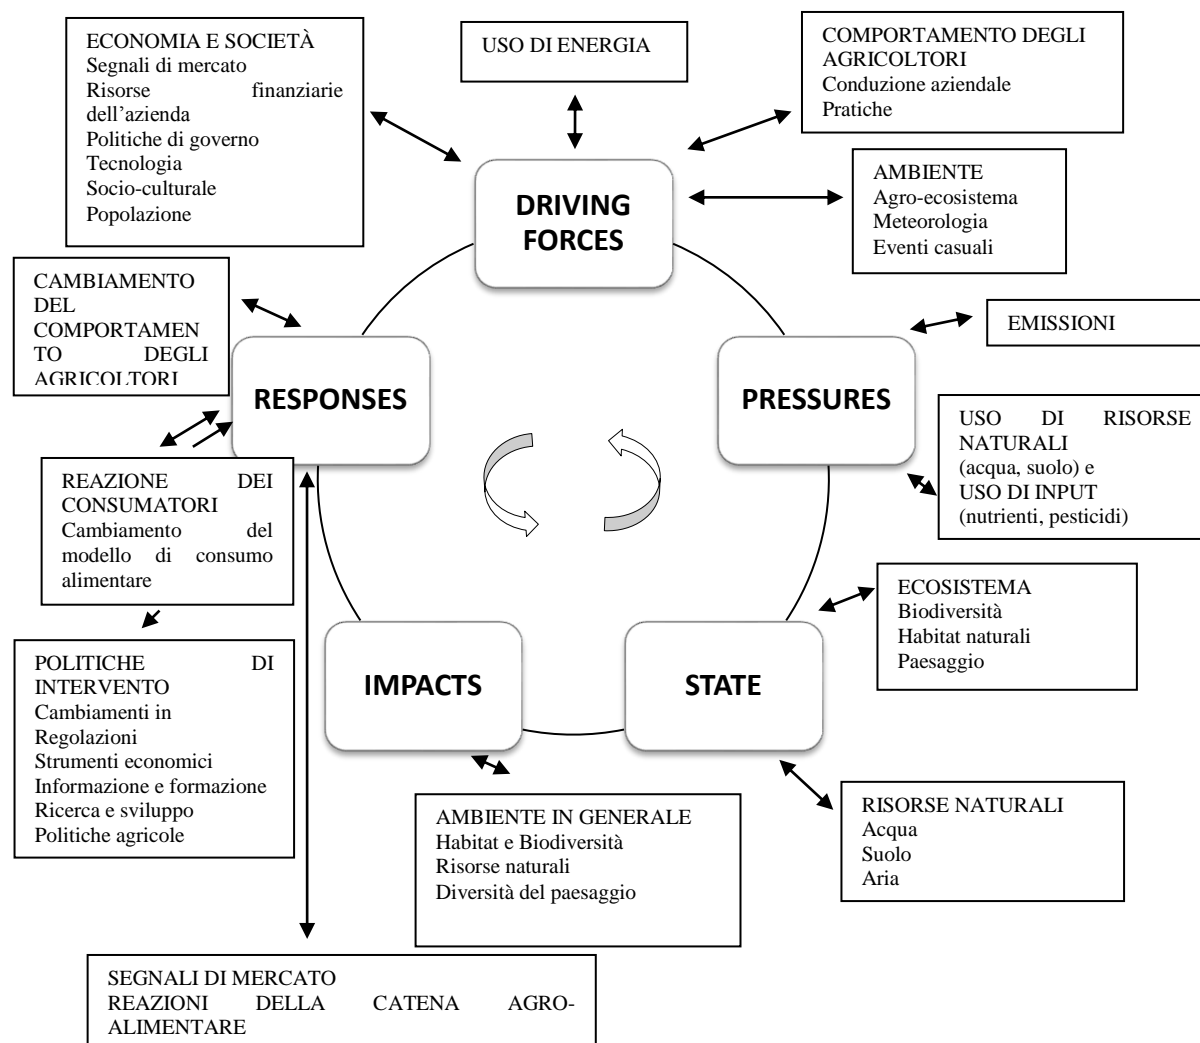 ECONOMIA E SOCIETÀ
Segnali di mercato
Risorse finanziarie
dell’azienda
Politiche di governo
Tecnologia
Socio-culturale
Popolazione
USO DI ENERGIA
COMPORTAMENTO DEGLI
AGRICOLTORI
Conduzione aziendale
Pratiche
AMBIENTE
Agro-ecosistema
Meteorologia
Eventi casuali
DRIVING
FORCES
CAMBIAMENTO
DEL
COMPORTAMEN
TO DEGLI
AGRICOLTORI
EMISSIONI
RESPONSES
PRESSURES
USO DI RISORSE
NATURALI
(acqua, suolo) e
USO DI INPUT
(nutrienti, pesticidi)
REAZIONE DEI
CONSUMATORI
Cambiamento del
modello di consumo
alimentare
ECOSISTEMA
Biodiversità
Habitat naturali
Paesaggio
POLITICHE DI
INTERVENTO
Cambiamenti in
Regolazioni
Strumenti economici
Informazione e formazione
Ricerca e sviluppo
Politiche agricole
IMPACTS
STATE
AMBIENTE IN GENERALE
Habitat e Biodiversità
Risorse naturali
Diversità del paesaggio
RISORSE NATURALI
Acqua
Suolo
Aria
SEGNALI DI MERCATO
REAZIONI DELLA CATENA AGRO-
ALIMENTARE